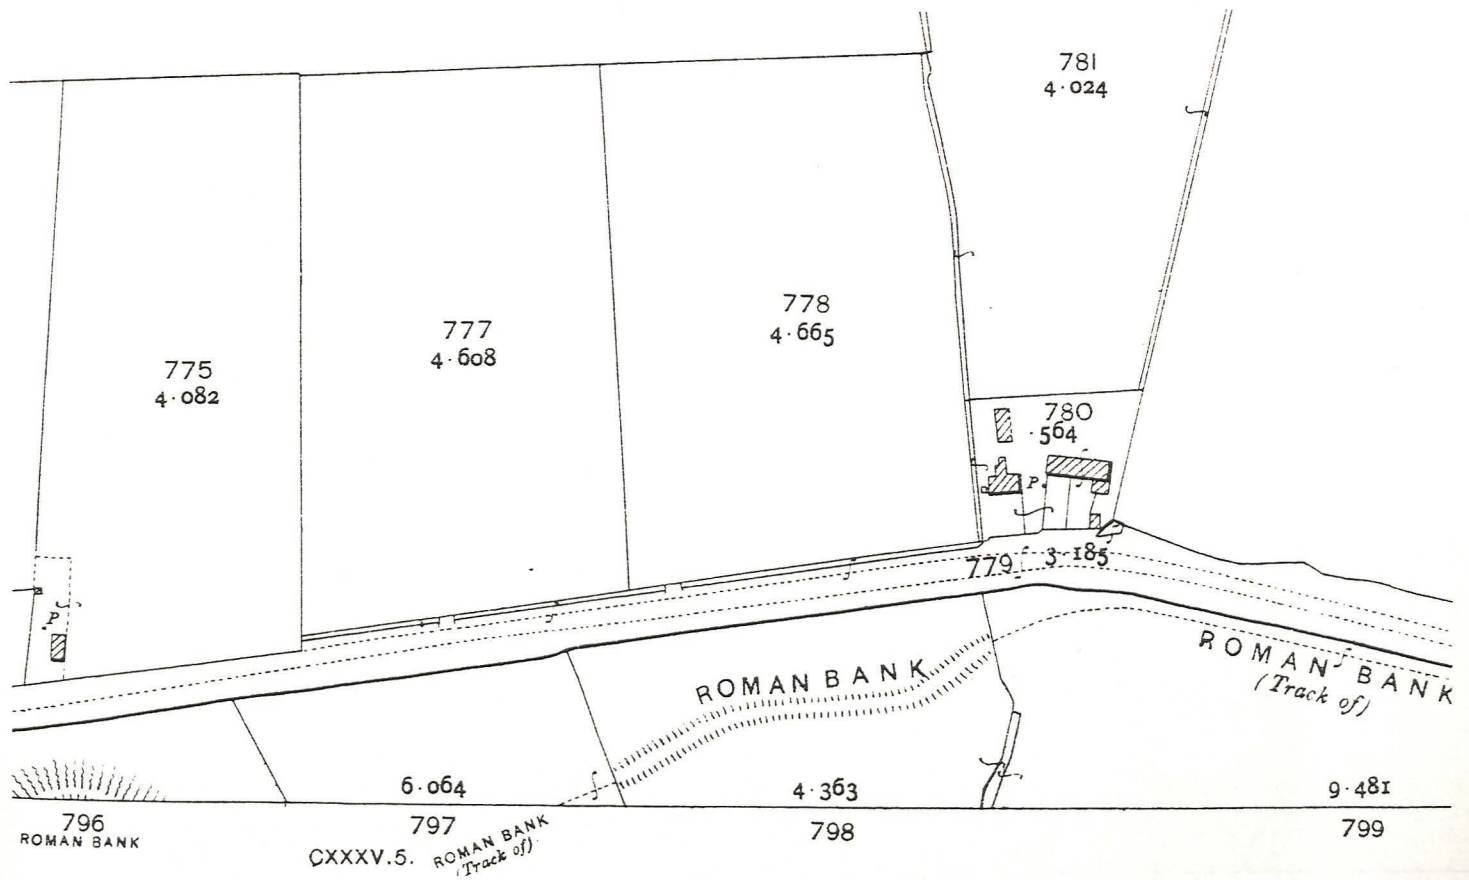 781
4·024
778
4·665
777
4·608
775
4·082
780
·564
P.
779
3·185
P
ROMAN BANK
ROMAN BANK
(Track of)
6·064
4·363
9·481
796
797
798
799
ROMAN BANK
CXXXV.5.
ROMAN BANK
(Track of)